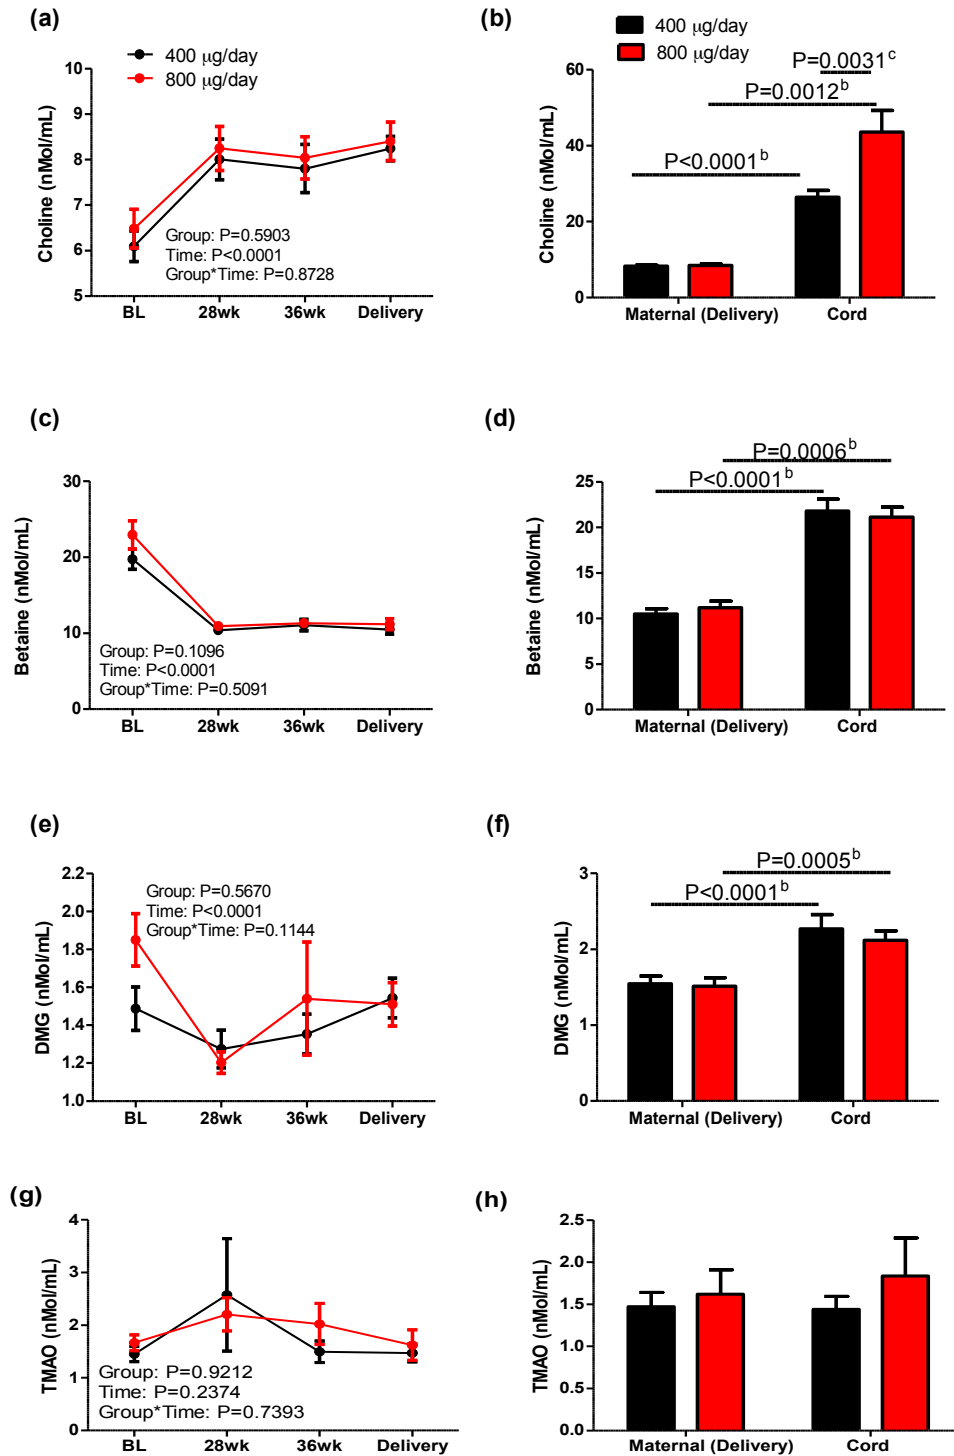 (a)
400 µg/day
800 µg/day
10
9
8
7
6
5
Choline (nMol/mL)
Group: P=0.5903
Time: P<0.0001
Group*Time: P=0.8728
BL 28wk 36wk Delivery
(b)
400 µg/day
800 µg/day
P=0.0031c
P=0.0012b
P<0.0001b
60
40
20
0
Choline (nMol/mL)
Maternal (Delivery) Cord
(c)
30
20
10
0
Betaine (nMol/mL)
Group: P=0.1096
Time: P<0.0001
Group*Time: P=0.5091
BL 28wk 36wk Delivery
(d)
P=0.0006b
P<0.0001b
25
20
15
10
5
0
Betaine (nMol/mL)
Maternal (Delivery) Cord
(e)
2.2
2.0
1.8
1.6
1.4
1.2
1.0
DMG (nMol/mL)
Group: P=0.5670
Time: P<0.0001
Group*Time: P=0.1144
BL 28wk 36wk Delivery
(f)
P=0.0005b
P<0.0001b
3
2
1
0
DMG (nMol/mL)
Maternal (Delivery) Cord
(g)
4
3
2
1
0
TMAO (nMol/mL)
Group: P=0.9212
Time: P=0.2374
Group*Time: P=0.7393
BL 28wk 36wk Delivery
(h)
2.5
2.0
1.5
1.0
0.5
0.0
TMAO (nMol/mL)
Maternal (Delivery) Cord